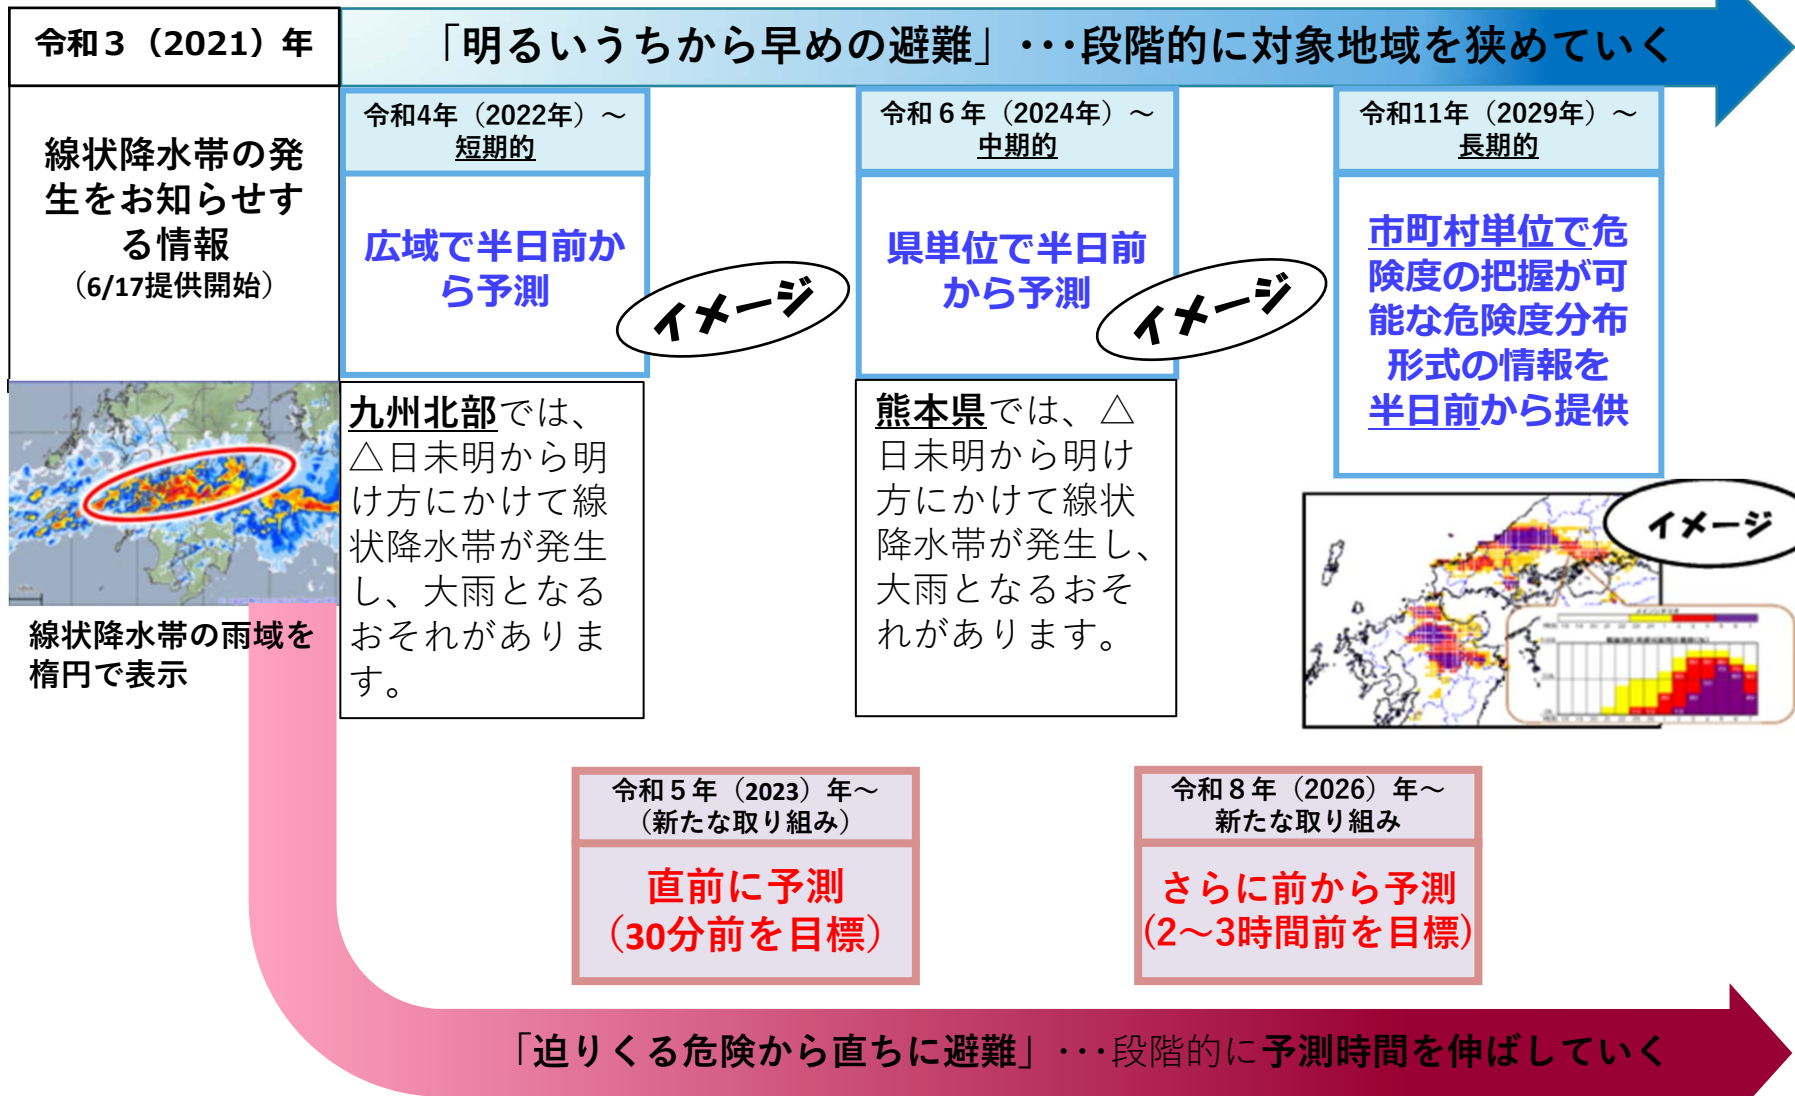 令和３（2021）年
「明るいうちから早めの避難」･･･段階的に対象地域を狭めていく
線状降水帯の発
生をお知らせす
る情報
（6/17提供開始）
線状降水帯の雨域を
楕円で表示
令和4年（2022年）～
短期的
広域で半日前か
ら予測
イメージ
九州北部では、
△日未明から明
け方にかけて線
状降水帯が発生
し、大雨となる
おそれがありま
す。
令和６年（2024年）～
中期的
県単位で半日前
から予測
イメージ
熊本県では、△
日未明から明け
方にかけて線状
降水帯が発生し、
大雨となるおそ
れがあります。
令和11年（2029年）～
長期的
市町村単位で危
険度の把握が可
能な危険度分布
形式の情報を
半日前から提供
イメージ
令和５年（2023）年～
（新たな取り組み）
直前に予測
（30分前を目標）
令和８年（2026）年～
新たな取り組み
さらに前から予測
(2～3時間前を目標)
「迫りくる危険から直ちに避難」･･･段階的に予測時間を伸ばしていく